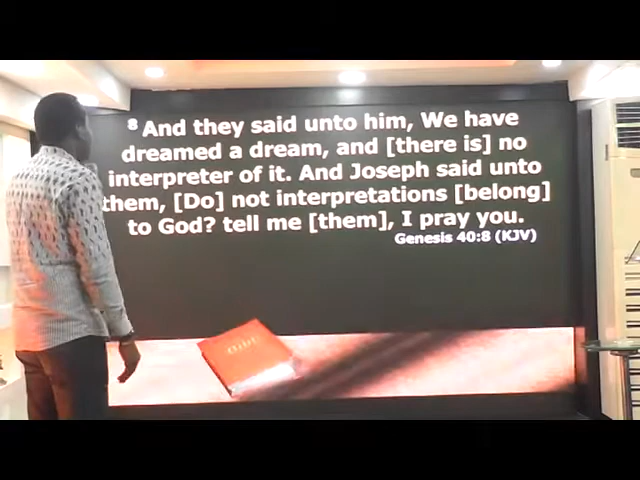 8 And they said unto him, We have
dreamed a dream, and [there is] no
interpreter of it. And Joseph said unto
them, [Do] not interpretations [belong]
to God? tell me [them], I pray you.
Genesis 40:8 (KJV)